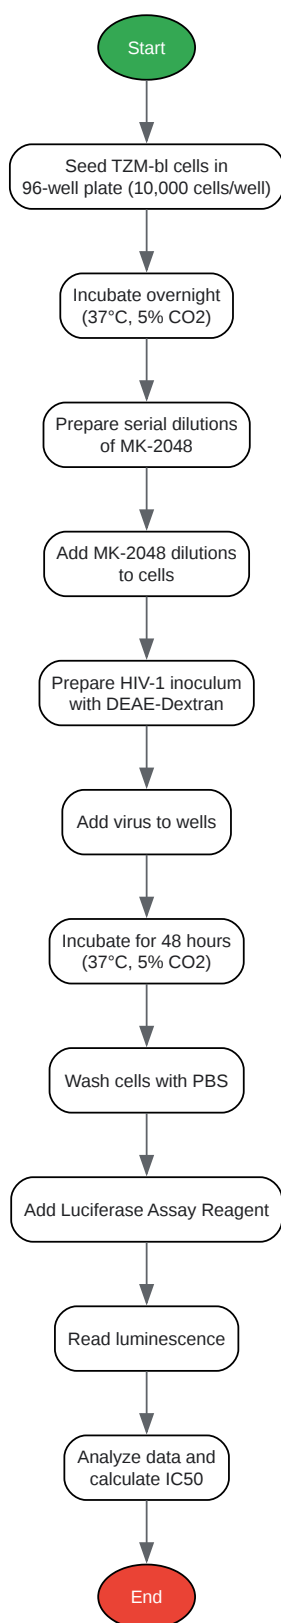 Start
Seed TZM-bl cells in
96-well plate (10,000 cells/well)
Incubate overnight
(37°C, 5% CO2)
Prepare serial dilutions
of MK-2048
Add MK-2048 dilutions
to cells
Prepare HIV-1 inoculum
with DEAE-Dextran
Add virus to wells
Incubate for 48 hours
(37°C, 5% CO2)
Wash cells with PBS
Add Luciferase Assay Reagent
Read luminescence
Analyze data and
calculate IC50
End